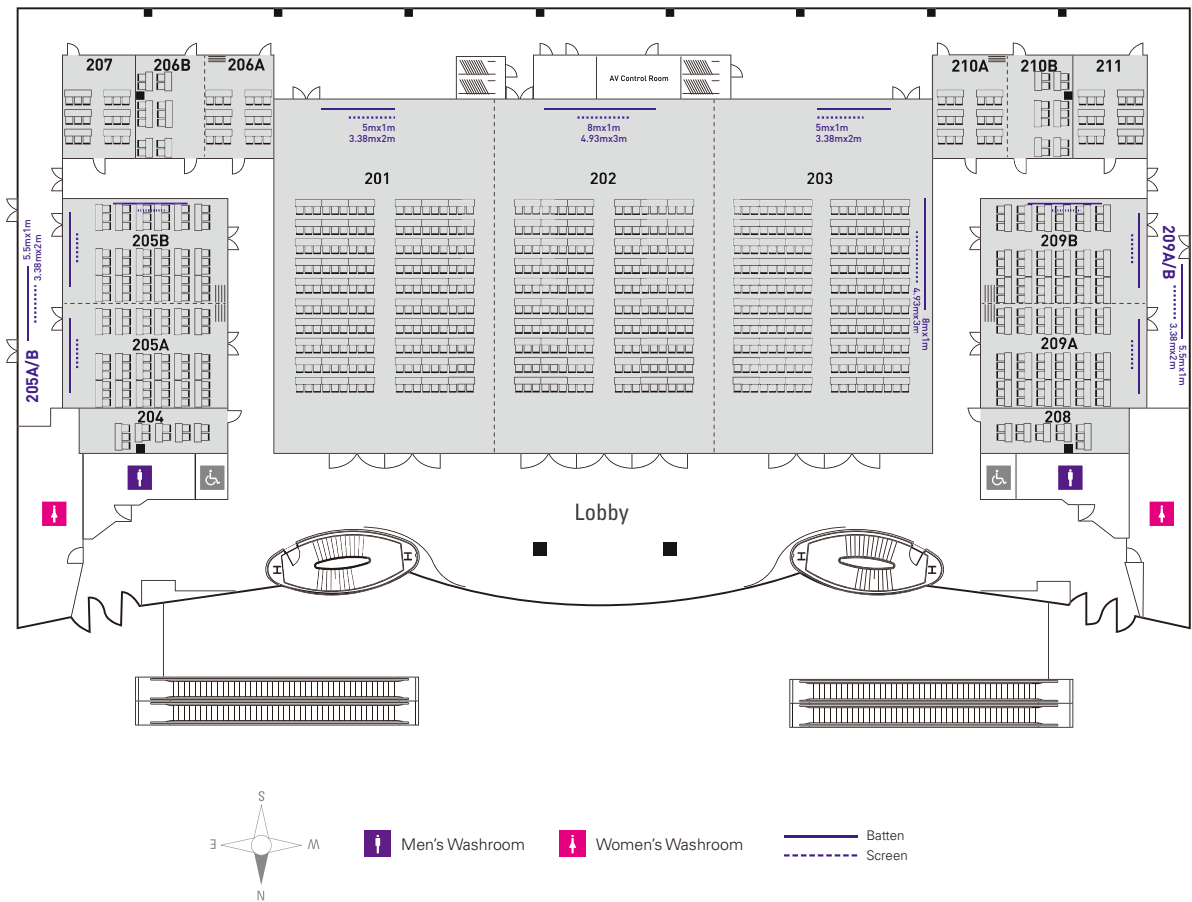 207
206B
206A
AV Control Room
210A
210B
211
5mx1m
3.38mx2m
8mx1m
4.93mx3m
5mx1m
3.38mx2m
201
202
203
205B
205A
204
209B
209A
208
205A/B
5.5mx1m
3.38mx2m
4.93mx3m
8mx1m
209A/B
3.38mx2m
5.5mx1m
H
H
H
H
Lobby
S
E
W
N
Men's Washroom
Women's Washroom
Batten
Screen